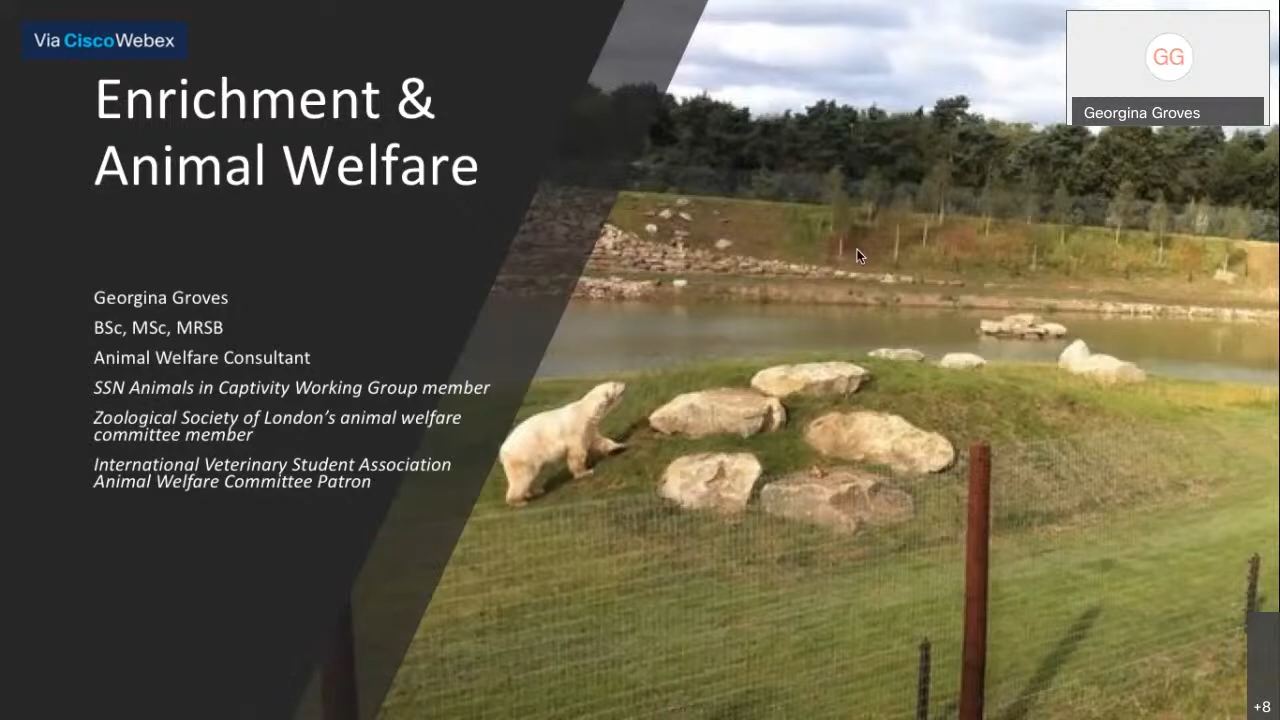 Via CiscoWebex
Enrichment &
Animal Welfare
GG
Georgina Groves
Georgina Groves
BSc, MSc, MRSB
Animal Welfare Consultant
SSN Animals in Captivity Working Group member
Zoological Society of London’s animal welfare
committee member
International Veterinary Student Association
Animal Welfare Committee Patron
+8